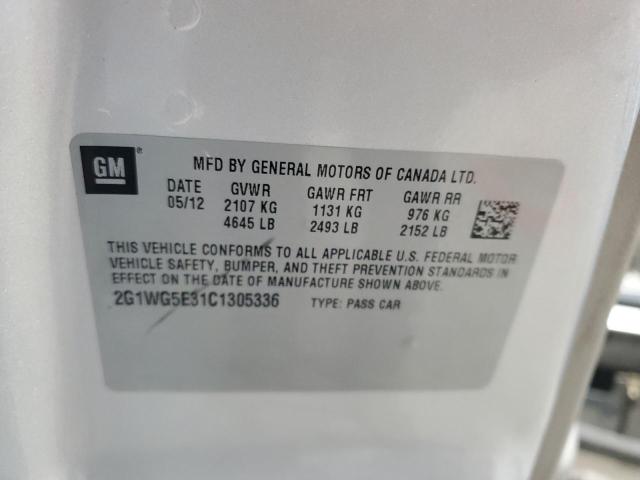 GM®
MFD BY GENERAL MOTORS OF CANADA LTD.
DATE GVWR GAWR FRT GAWR RR
05/12 2107 KG 1131 KG 976 KG
4645 LB 2493 LB 2152 LB
THIS VEHICLE CONFORMS TO ALL APPLICABLE U.S. FEDERAL MOTOR
VEHICLE SAFETY, BUMPER, AND THEFT PREVENTION STANDARDS IN
EFFECT ON THE DATE OF MANUFACTURE SHOWN ABOVE.
2G1WG5E31C1305336 TYPE: PASS CAR